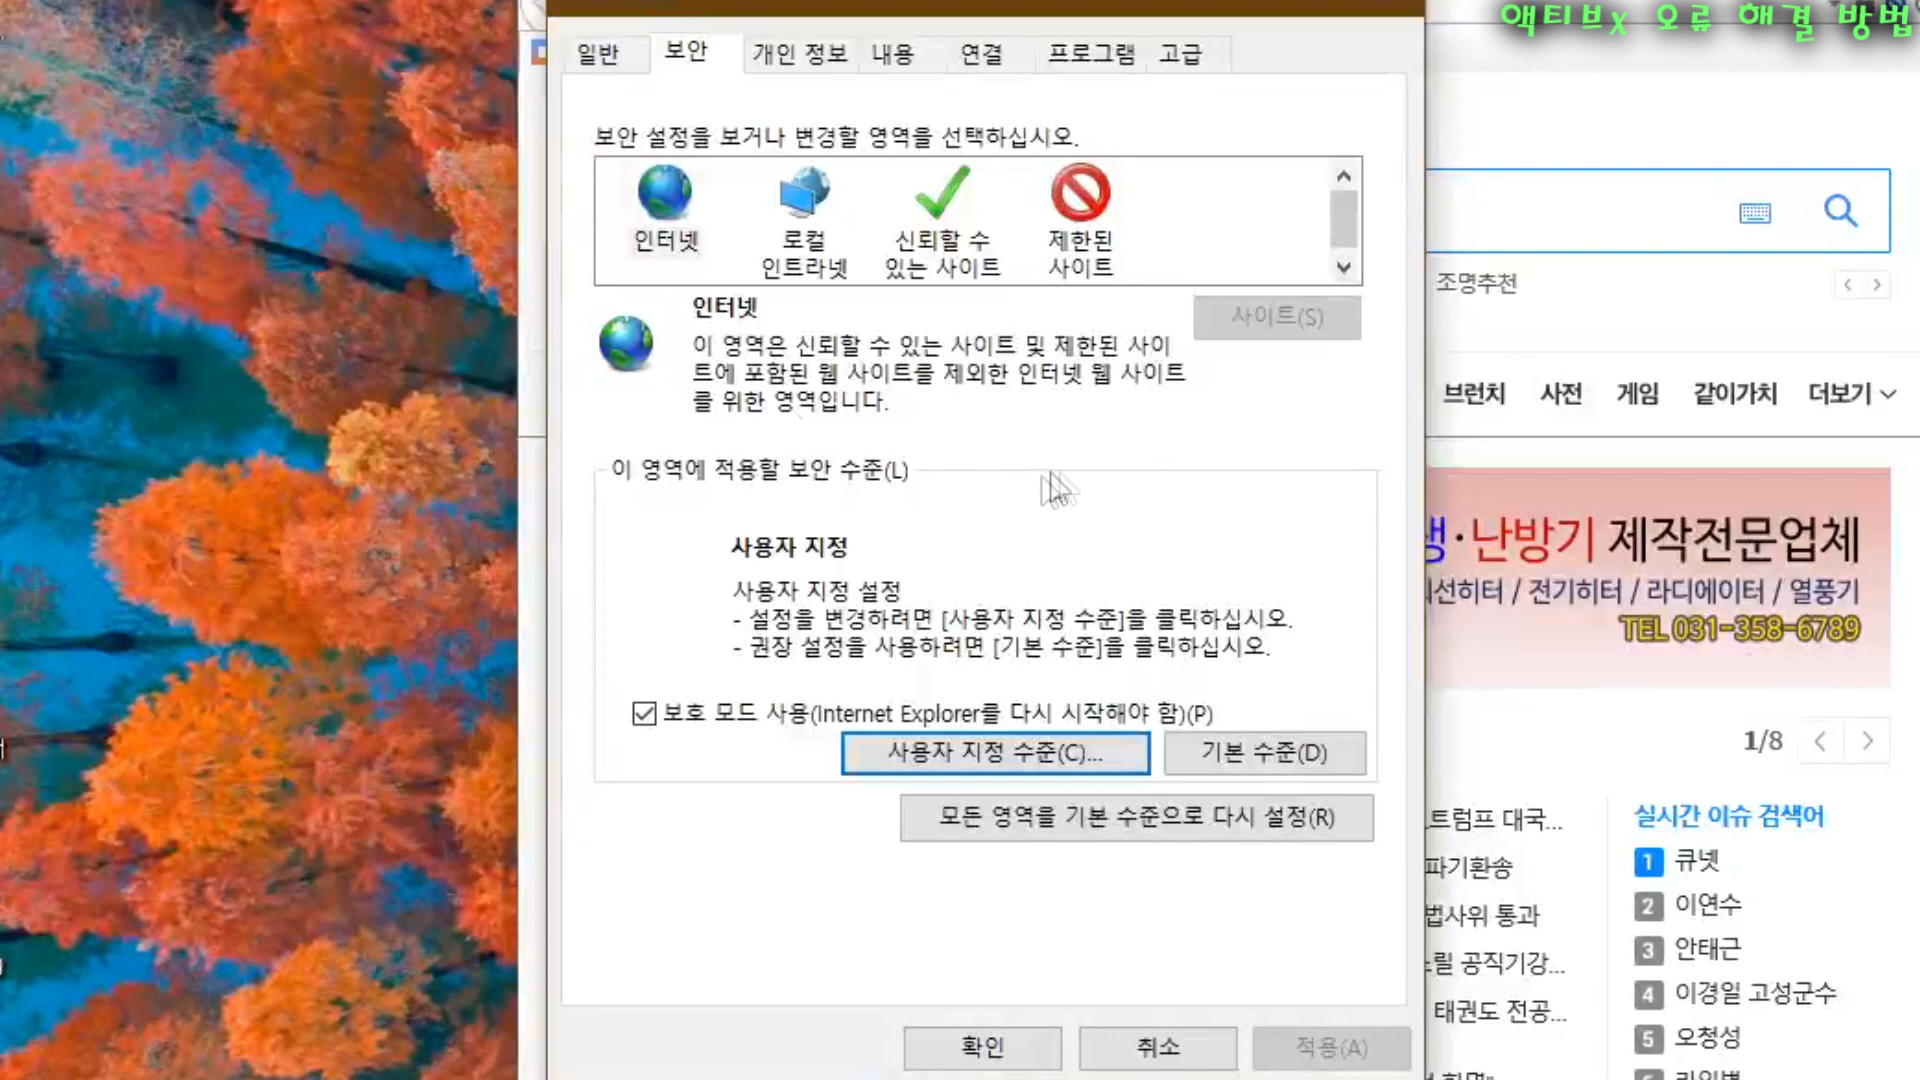 액티브x 오류 해결 방법
일반 보안 개인 정보 내용 연결 프로그램 고급
보안 설정을 보거나 변경할 영역을 선택하십시오.
인터넷
로컬
인트라넷
신뢰할 수
있는 사이트
제한된
사이트
인터넷
사이트(S)
이 영역은 신뢰할 수 있는 사이트 및 제한된 사이
트에 포함된 웹 사이트를 제외한 인터넷 웹 사이트
를 위한 영역입니다.
이 영역에 적용할 보안 수준(L)
사용자 지정
사용자 지정 설정
- 설정을 변경하려면 [사용자 지정 수준]을 클릭하십시오.
- 권장 설정을 사용하려면 [기본 수준]을 클릭하십시오.
보호 모드 사용(Internet Explorer를 다시 시작해야 함)(P)
사용자 지정 수준(C)...
기본 수준(D)
모든 영역을 기본 수준으로 다시 설정(R)
확인
취소
적용(A)
조명추천
브런치 사전 게임 같이가치 더보기
·난방기 제작전문업체
선히터 / 전기히터 / 라디에이터 / 열풍기
TEL 031-358-6789
1/8
트럼프 대국...
파기환송
법사위 통과
릴 공직기강...
태권도 전공...
실시간 이슈 검색어
1 큐넷
2 이연수
3 안태근
4 이경일 고성군수
5 오청성